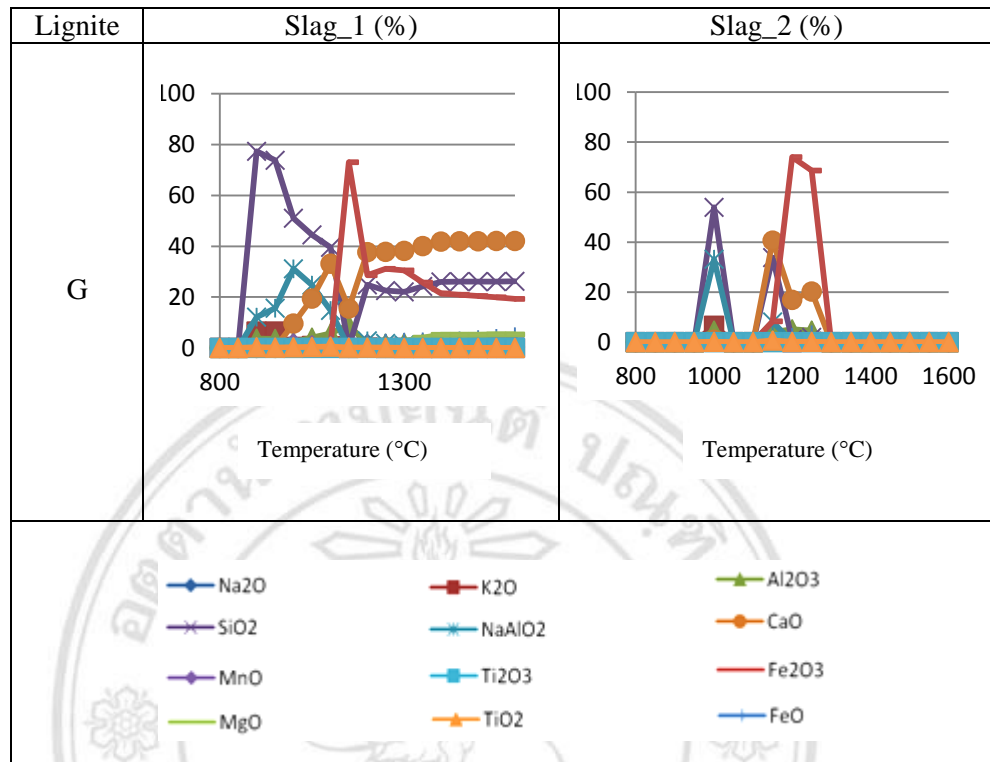 Lignite
Slag_1 (%)
Slag_2 (%)
G
100
80
60
40
20
0
800
1300
Temperature (°C)
100
80
60
40
20
0
800
1000
1200
1400
1600
Temperature (°C)
Na2O
K2O
Al2O3
SiO2
NaAlO2
CaO
MnO
Ti2O3
Fe2O3
MgO
TiO2
FeO